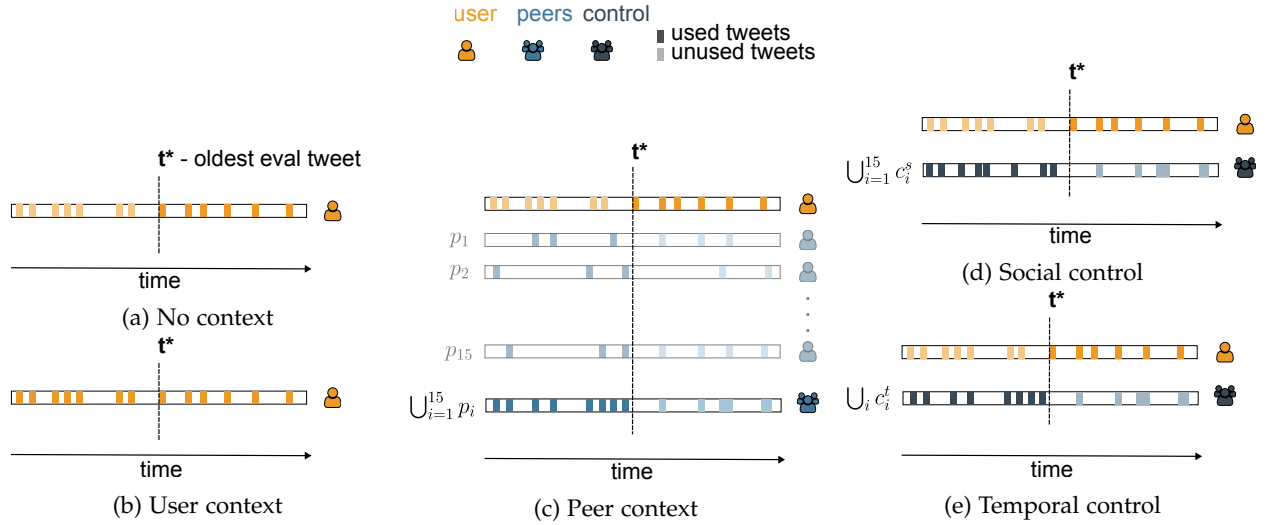 user peers control
used tweets
unused tweets
t* - oldest eval tweet
time
(a) No context
t*
time
(b) User context
t*
p₁
p₂
p₁₅
⋃¹⁵ᵢ₌₁ pᵢ
time
(c) Peer context
t*
⋃¹⁵ᵢ₌₁ cˢᵢ
time
(d) Social control
t*
⋃ᵢ cᵗᵢ
time
(e) Temporal control